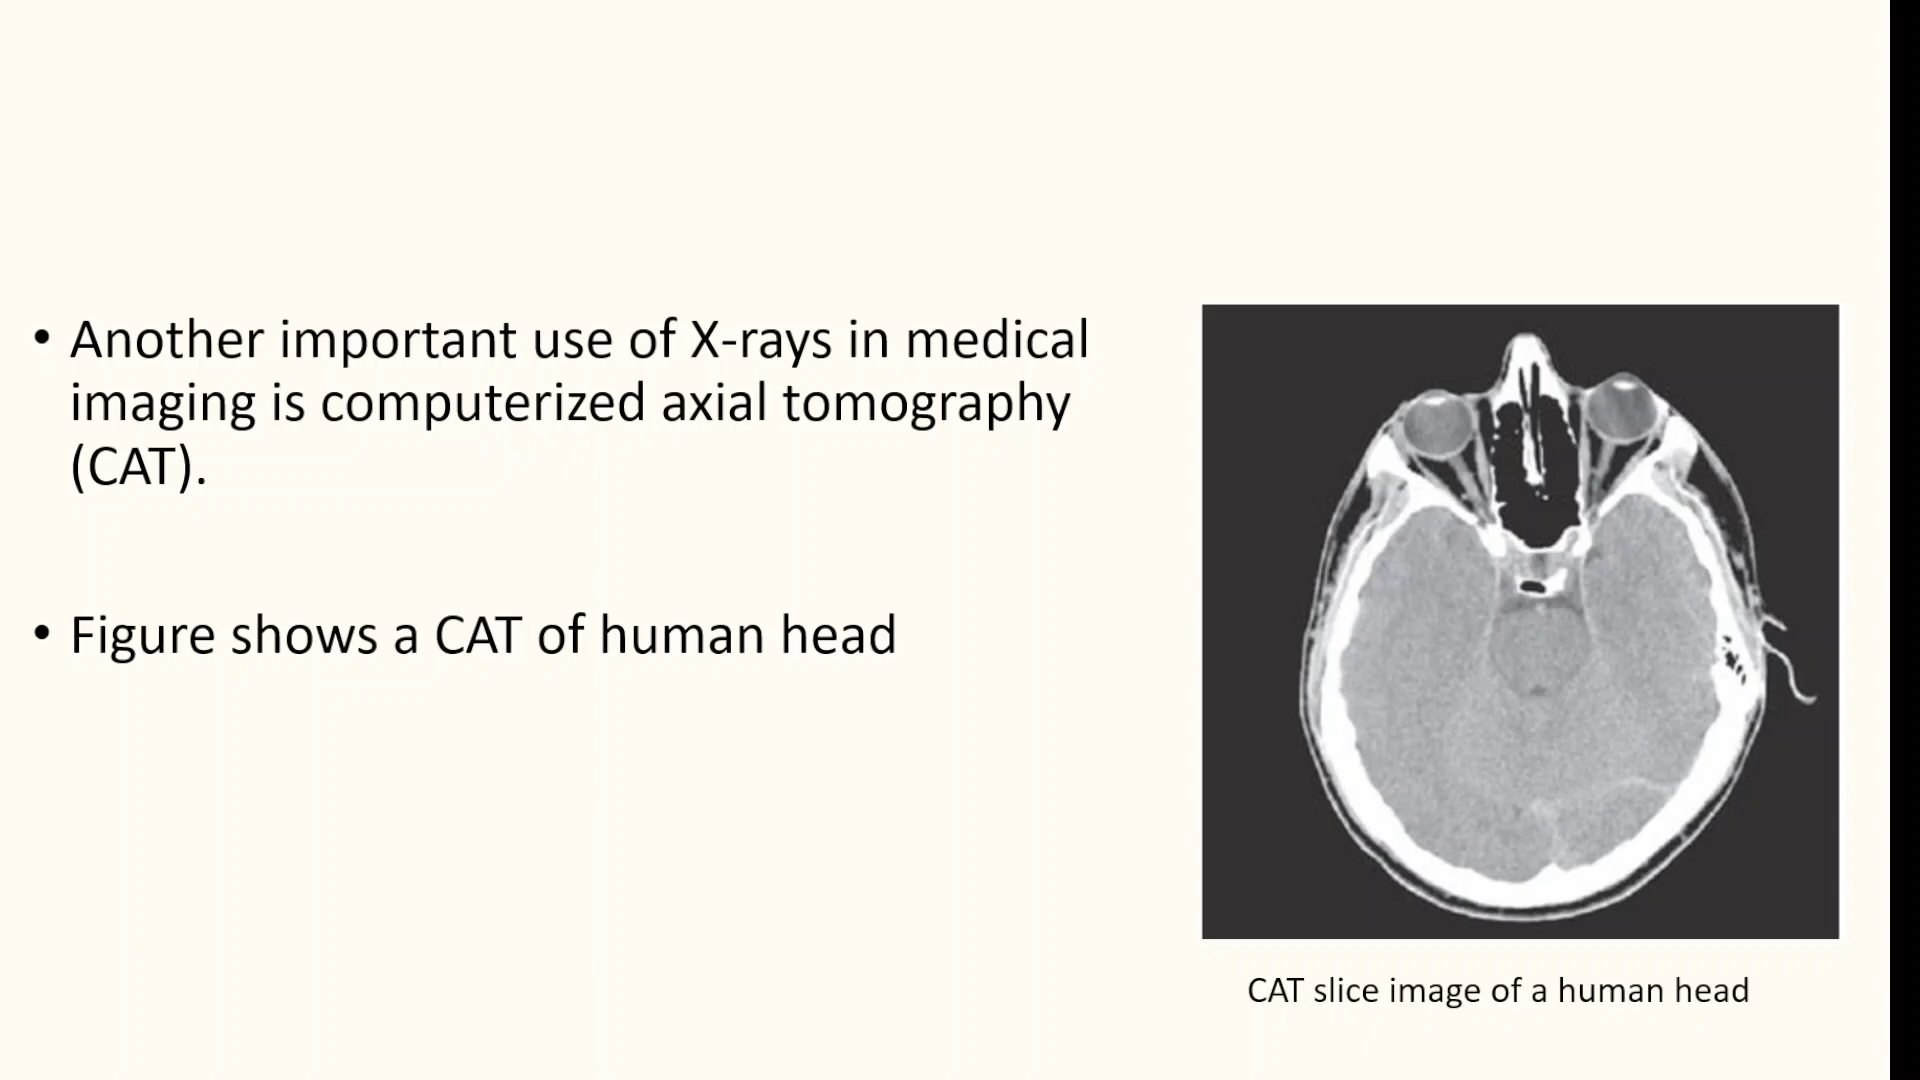 • Another important use of X-rays in medical
imaging is computerized axial tomography
(CAT).
• Figure shows a CAT of human head
CAT slice image of a human head